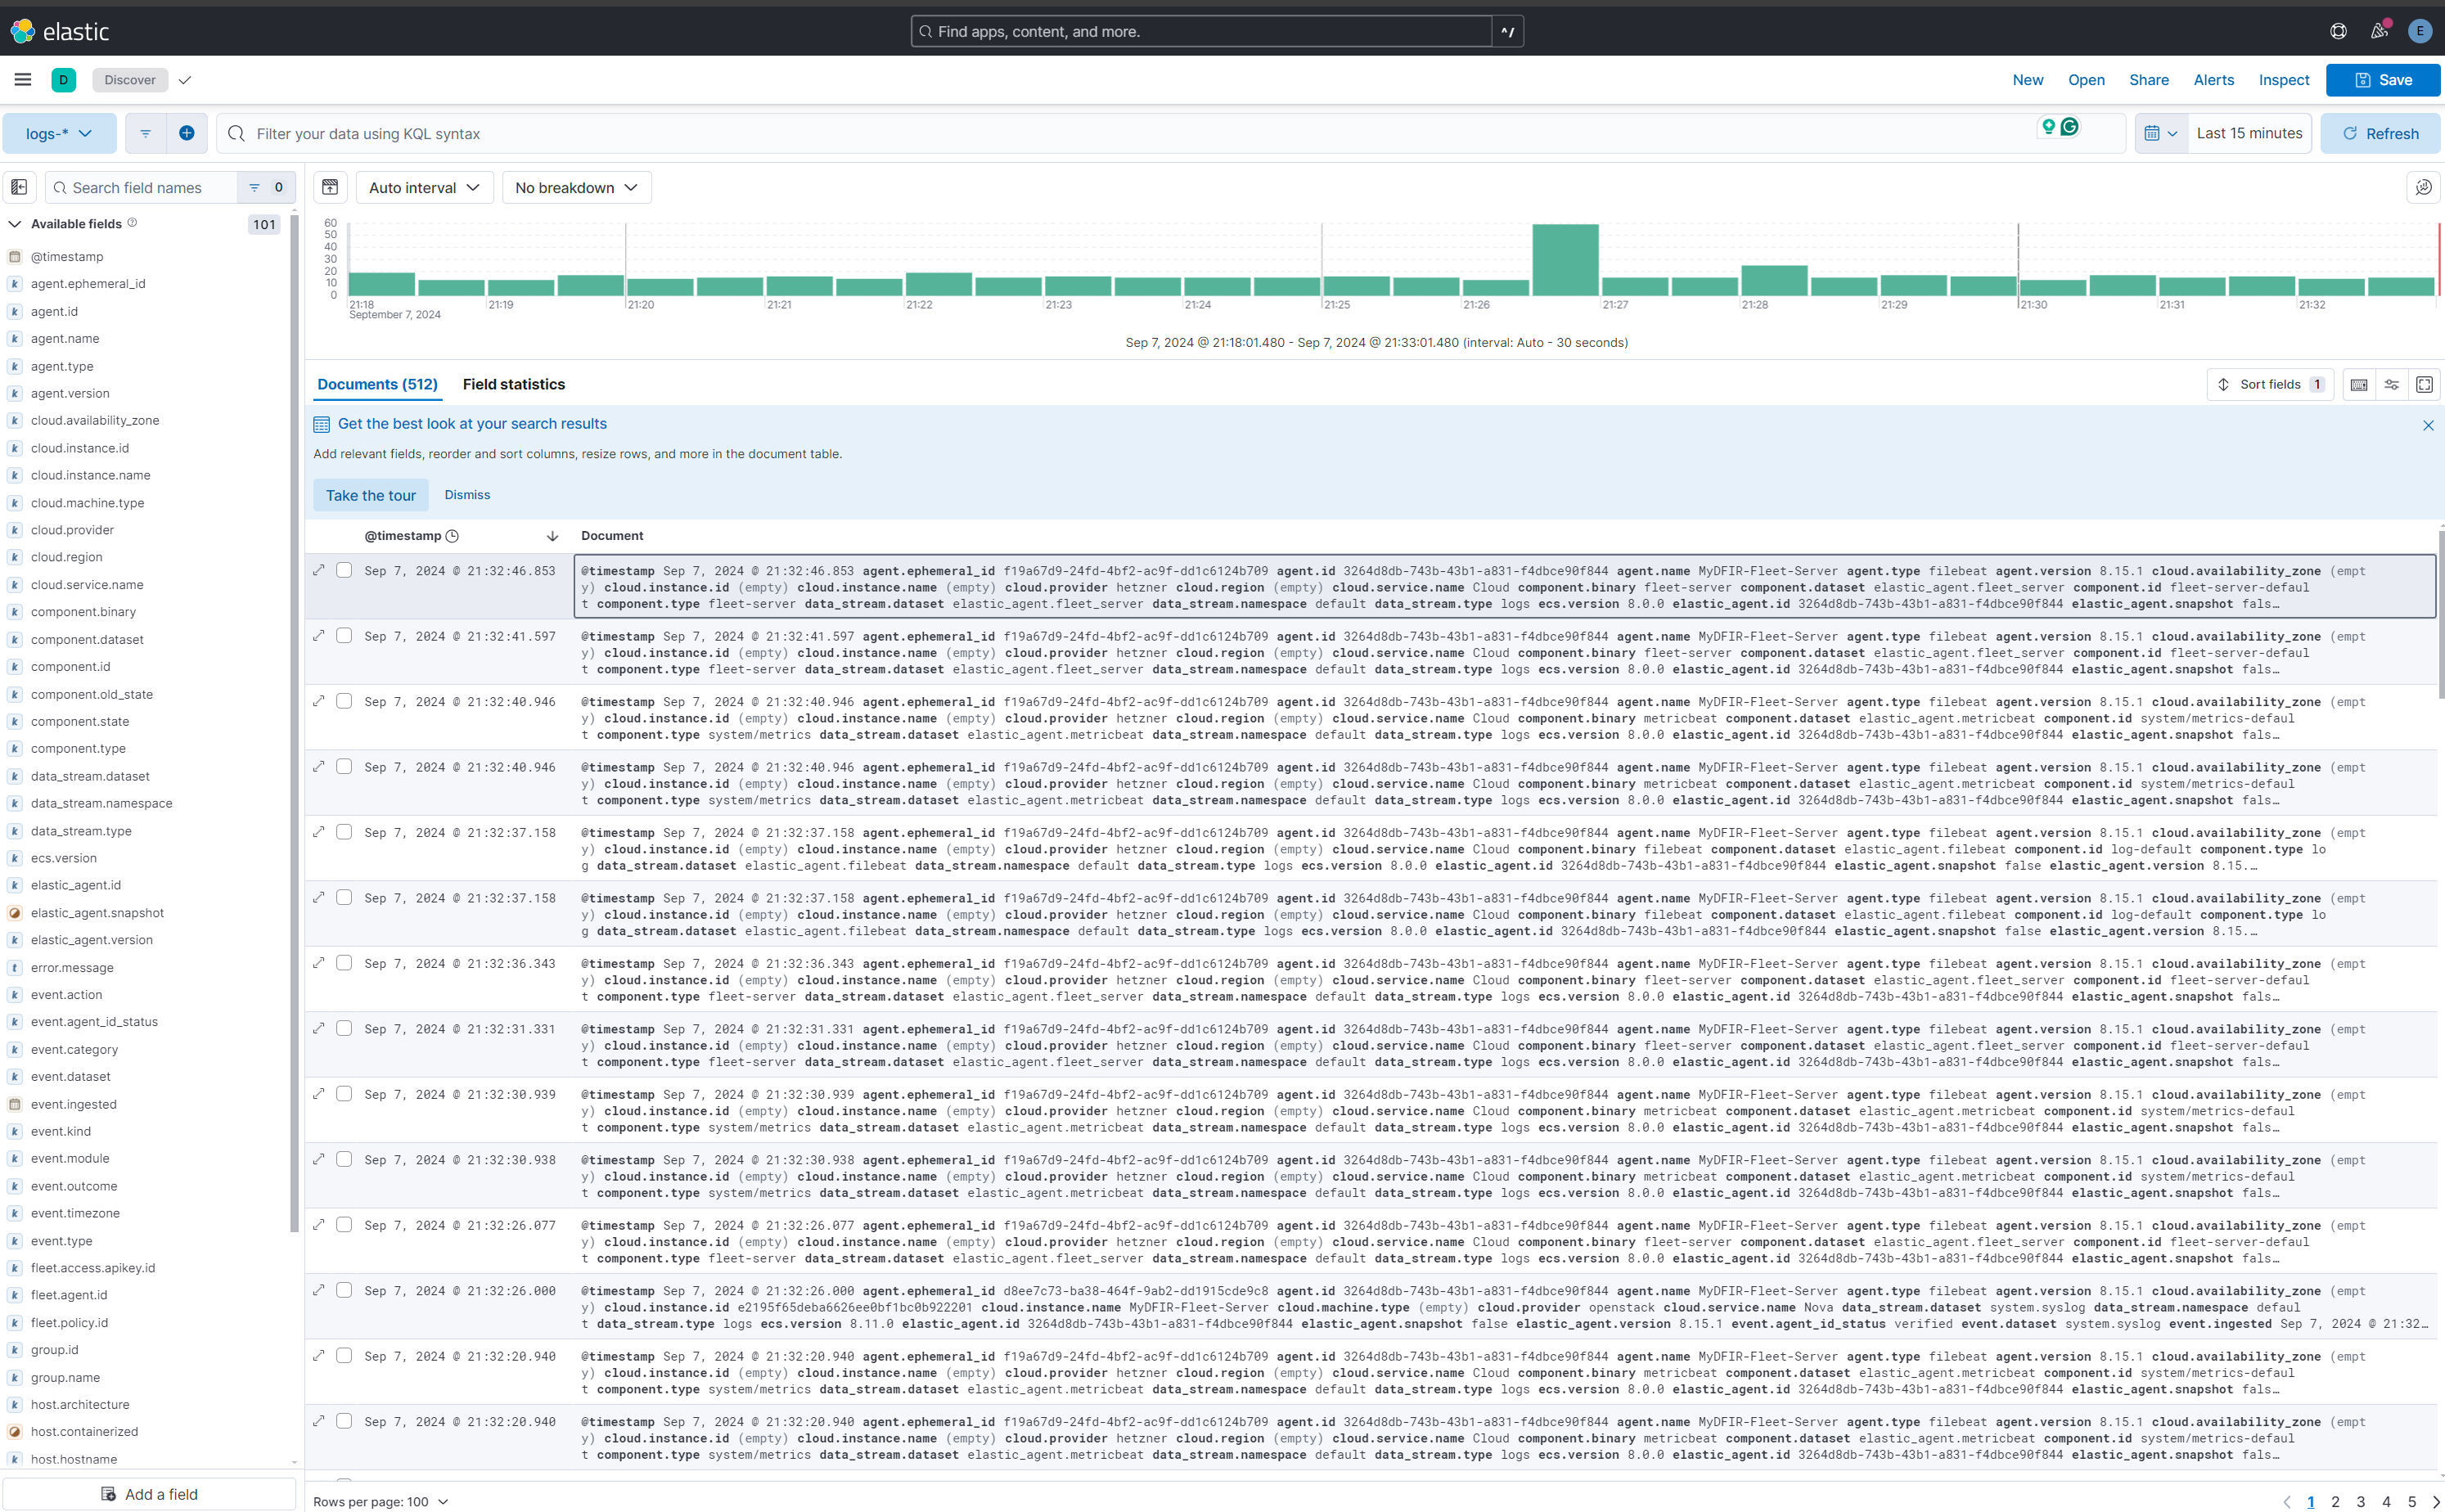 elastic
Find apps, content, and more.
^/
E
D
Discover
New
Open
Share
Alerts
Inspect
Save
logs-*
Filter your data using KQL syntax
Last 15 minutes
Refresh
Search field names
0
Auto interval
No breakdown
Available fields
101
@timestamp
agent.ephemeral_id
agent.id
agent.name
agent.type
agent.version
cloud.availability_zone
cloud.instance.id
cloud.instance.name
cloud.machine.type
cloud.provider
cloud.region
cloud.service.name
component.binary
component.dataset
component.id
component.old_state
component.state
component.type
data_stream.dataset
data_stream.namespace
data_stream.type
ecs.version
elastic_agent.id
elastic_agent.snapshot
elastic_agent.version
error.message
event.action
event.agent_id_status
event.category
event.dataset
event.ingested
event.kind
event.module
event.outcome
event.timezone
event.type
fleet.access.apikey.id
fleet.agent.id
fleet.policy.id
group.id
group.name
host.architecture
host.containerized
host.hostname
Add a field
60
50
40
30
20
10
0
21:18 21:19 21:20 21:21 21:22 21:23 21:24 21:25 21:26 21:27 21:28 21:29 21:30 21:31 21:32
September 7, 2024
Sep 7, 2024 @ 21:18:01.480 - Sep 7, 2024 @ 21:33:01.480 (interval: Auto - 30 seconds)
Documents (512)
Field statistics
Sort fields 1
Get the best look at your search results
Add relevant fields, reorder and sort columns, resize rows, and more in the document table.
Take the tour
Dismiss
@timestamp
Document
Sep 7, 2024 @ 21:32:46.853
@timestamp Sep 7, 2024 @ 21:32:46.853 agent.ephemeral_id f19a67d9-24fd-4bf2-ac9f-dd1c6124b709 agent.id 3264d8db-743b-43b1-a831-f4dbce90f844 agent.name MyDFIR-Fleet-Server agent.type filebeat agent.version 8.15.1 cloud.availability_zone (empt
y) cloud.instance.id (empty) cloud.instance.name (empty) cloud.provider hetzner cloud.region (empty) cloud.service.name Cloud component.binary fleet-server component.dataset elastic_agent.fleet_server component.id fleet-server-defaul
t component.type fleet-server data_stream.dataset elastic_agent.fleet_server data_stream.namespace default data_stream.type logs ecs.version 8.0.0 elastic_agent.id 3264d8db-743b-43b1-a831-f4dbce90f844 elastic_agent.snapshot fals…
Sep 7, 2024 @ 21:32:41.597
@timestamp Sep 7, 2024 @ 21:32:41.597 agent.ephemeral_id f19a67d9-24fd-4bf2-ac9f-dd1c6124b709 agent.id 3264d8db-743b-43b1-a831-f4dbce90f844 agent.name MyDFIR-Fleet-Server agent.type filebeat agent.version 8.15.1 cloud.availability_zone (empt
y) cloud.instance.id (empty) cloud.instance.name (empty) cloud.provider hetzner cloud.region (empty) cloud.service.name Cloud component.binary fleet-server component.dataset elastic_agent.fleet_server component.id fleet-server-defaul
t component.type fleet-server data_stream.dataset elastic_agent.fleet_server data_stream.namespace default data_stream.type logs ecs.version 8.0.0 elastic_agent.id 3264d8db-743b-43b1-a831-f4dbce90f844 elastic_agent.snapshot fals…
Sep 7, 2024 @ 21:32:40.946
@timestamp Sep 7, 2024 @ 21:32:40.946 agent.ephemeral_id f19a67d9-24fd-4bf2-ac9f-dd1c6124b709 agent.id 3264d8db-743b-43b1-a831-f4dbce90f844 agent.name MyDFIR-Fleet-Server agent.type filebeat agent.version 8.15.1 cloud.availability_zone (empt
y) cloud.instance.id (empty) cloud.instance.name (empty) cloud.provider hetzner cloud.region (empty) cloud.service.name Cloud component.binary metricbeat component.dataset elastic_agent.metricbeat component.id system/metrics-defaul
t component.type system/metrics data_stream.dataset elastic_agent.metricbeat data_stream.namespace default data_stream.type logs ecs.version 8.0.0 elastic_agent.id 3264d8db-743b-43b1-a831-f4dbce90f844 elastic_agent.snapshot fals…
Sep 7, 2024 @ 21:32:40.946
@timestamp Sep 7, 2024 @ 21:32:40.946 agent.ephemeral_id f19a67d9-24fd-4bf2-ac9f-dd1c6124b709 agent.id 3264d8db-743b-43b1-a831-f4dbce90f844 agent.name MyDFIR-Fleet-Server agent.type filebeat agent.version 8.15.1 cloud.availability_zone (empt
y) cloud.instance.id (empty) cloud.instance.name (empty) cloud.provider hetzner cloud.region (empty) cloud.service.name Cloud component.binary metricbeat component.dataset elastic_agent.metricbeat component.id system/metrics-defaul
t component.type system/metrics data_stream.dataset elastic_agent.metricbeat data_stream.namespace default data_stream.type logs ecs.version 8.0.0 elastic_agent.id 3264d8db-743b-43b1-a831-f4dbce90f844 elastic_agent.snapshot fals…
Sep 7, 2024 @ 21:32:37.158
@timestamp Sep 7, 2024 @ 21:32:37.158 agent.ephemeral_id f19a67d9-24fd-4bf2-ac9f-dd1c6124b709 agent.id 3264d8db-743b-43b1-a831-f4dbce90f844 agent.name MyDFIR-Fleet-Server agent.type filebeat agent.version 8.15.1 cloud.availability_zone (empt
y) cloud.instance.id (empty) cloud.instance.name (empty) cloud.provider hetzner cloud.region (empty) cloud.service.name Cloud component.binary filebeat component.dataset elastic_agent.filebeat component.id log-default component.type lo
g data_stream.dataset elastic_agent.filebeat data_stream.namespace default data_stream.type logs ecs.version 8.0.0 elastic_agent.id 3264d8db-743b-43b1-a831-f4dbce90f844 elastic_agent.snapshot false elastic_agent.version 8.15.…
Sep 7, 2024 @ 21:32:37.158
@timestamp Sep 7, 2024 @ 21:32:37.158 agent.ephemeral_id f19a67d9-24fd-4bf2-ac9f-dd1c6124b709 agent.id 3264d8db-743b-43b1-a831-f4dbce90f844 agent.name MyDFIR-Fleet-Server agent.type filebeat agent.version 8.15.1 cloud.availability_zone (empt
y) cloud.instance.id (empty) cloud.instance.name (empty) cloud.provider hetzner cloud.region (empty) cloud.service.name Cloud component.binary filebeat component.dataset elastic_agent.filebeat component.id log-default component.type lo
g data_stream.dataset elastic_agent.filebeat data_stream.namespace default data_stream.type logs ecs.version 8.0.0 elastic_agent.id 3264d8db-743b-43b1-a831-f4dbce90f844 elastic_agent.snapshot false elastic_agent.version 8.15.…
Sep 7, 2024 @ 21:32:36.343
@timestamp Sep 7, 2024 @ 21:32:36.343 agent.ephemeral_id f19a67d9-24fd-4bf2-ac9f-dd1c6124b709 agent.id 3264d8db-743b-43b1-a831-f4dbce90f844 agent.name MyDFIR-Fleet-Server agent.type filebeat agent.version 8.15.1 cloud.availability_zone (empt
y) cloud.instance.id (empty) cloud.instance.name (empty) cloud.provider hetzner cloud.region (empty) cloud.service.name Cloud component.binary fleet-server component.dataset elastic_agent.fleet_server component.id fleet-server-defaul
t component.type fleet-server data_stream.dataset elastic_agent.fleet_server data_stream.namespace default data_stream.type logs ecs.version 8.0.0 elastic_agent.id 3264d8db-743b-43b1-a831-f4dbce90f844 elastic_agent.snapshot fals…
Sep 7, 2024 @ 21:32:31.331
@timestamp Sep 7, 2024 @ 21:32:31.331 agent.ephemeral_id f19a67d9-24fd-4bf2-ac9f-dd1c6124b709 agent.id 3264d8db-743b-43b1-a831-f4dbce90f844 agent.name MyDFIR-Fleet-Server agent.type filebeat agent.version 8.15.1 cloud.availability_zone (empt
y) cloud.instance.id (empty) cloud.instance.name (empty) cloud.provider hetzner cloud.region (empty) cloud.service.name Cloud component.binary fleet-server component.dataset elastic_agent.fleet_server component.id fleet-server-defaul
t component.type fleet-server data_stream.dataset elastic_agent.fleet_server data_stream.namespace default data_stream.type logs ecs.version 8.0.0 elastic_agent.id 3264d8db-743b-43b1-a831-f4dbce90f844 elastic_agent.snapshot fals…
Sep 7, 2024 @ 21:32:30.939
@timestamp Sep 7, 2024 @ 21:32:30.939 agent.ephemeral_id f19a67d9-24fd-4bf2-ac9f-dd1c6124b709 agent.id 3264d8db-743b-43b1-a831-f4dbce90f844 agent.name MyDFIR-Fleet-Server agent.type filebeat agent.version 8.15.1 cloud.availability_zone (empt
y) cloud.instance.id (empty) cloud.instance.name (empty) cloud.provider hetzner cloud.region (empty) cloud.service.name Cloud component.binary metricbeat component.dataset elastic_agent.metricbeat component.id system/metrics-defaul
t component.type system/metrics data_stream.dataset elastic_agent.metricbeat data_stream.namespace default data_stream.type logs ecs.version 8.0.0 elastic_agent.id 3264d8db-743b-43b1-a831-f4dbce90f844 elastic_agent.snapshot fals…
Sep 7, 2024 @ 21:32:30.938
@timestamp Sep 7, 2024 @ 21:32:30.938 agent.ephemeral_id f19a67d9-24fd-4bf2-ac9f-dd1c6124b709 agent.id 3264d8db-743b-43b1-a831-f4dbce90f844 agent.name MyDFIR-Fleet-Server agent.type filebeat agent.version 8.15.1 cloud.availability_zone (empt
y) cloud.instance.id (empty) cloud.instance.name (empty) cloud.provider hetzner cloud.region (empty) cloud.service.name Cloud component.binary metricbeat component.dataset elastic_agent.metricbeat component.id system/metrics-defaul
t component.type system/metrics data_stream.dataset elastic_agent.metricbeat data_stream.namespace default data_stream.type logs ecs.version 8.0.0 elastic_agent.id 3264d8db-743b-43b1-a831-f4dbce90f844 elastic_agent.snapshot fals…
Sep 7, 2024 @ 21:32:26.077
@timestamp Sep 7, 2024 @ 21:32:26.077 agent.ephemeral_id f19a67d9-24fd-4bf2-ac9f-dd1c6124b709 agent.id 3264d8db-743b-43b1-a831-f4dbce90f844 agent.name MyDFIR-Fleet-Server agent.type filebeat agent.version 8.15.1 cloud.availability_zone (empt
y) cloud.instance.id (empty) cloud.instance.name (empty) cloud.provider hetzner cloud.region (empty) cloud.service.name Cloud component.binary fleet-server component.dataset elastic_agent.fleet_server component.id fleet-server-defaul
t component.type fleet-server data_stream.dataset elastic_agent.fleet_server data_stream.namespace default data_stream.type logs ecs.version 8.0.0 elastic_agent.id 3264d8db-743b-43b1-a831-f4dbce90f844 elastic_agent.snapshot fals…
Sep 7, 2024 @ 21:32:26.000
@timestamp Sep 7, 2024 @ 21:32:26.000 agent.ephemeral_id d8ee7c73-ba38-464f-9ab2-dd1915cde9c8 agent.id 3264d8db-743b-43b1-a831-f4dbce90f844 agent.name MyDFIR-Fleet-Server agent.type filebeat agent.version 8.15.1 cloud.availability_zone (empt
y) cloud.instance.id e2195f65deba6626ee0bf1bc0b922201 cloud.instance.name MyDFIR-Fleet-Server cloud.machine.type (empty) cloud.provider openstack cloud.service.name Nova data_stream.dataset system.syslog data_stream.namespace defaul
t data_stream.type logs ecs.version 8.11.0 elastic_agent.id 3264d8db-743b-43b1-a831-f4dbce90f844 elastic_agent.snapshot false elastic_agent.version 8.15.1 event.agent_id_status verified event.dataset system.syslog event.ingested Sep 7, 2024 @ 21:32…
Sep 7, 2024 @ 21:32:20.940
@timestamp Sep 7, 2024 @ 21:32:20.940 agent.ephemeral_id f19a67d9-24fd-4bf2-ac9f-dd1c6124b709 agent.id 3264d8db-743b-43b1-a831-f4dbce90f844 agent.name MyDFIR-Fleet-Server agent.type filebeat agent.version 8.15.1 cloud.availability_zone (empt
y) cloud.instance.id (empty) cloud.instance.name (empty) cloud.provider hetzner cloud.region (empty) cloud.service.name Cloud component.binary metricbeat component.dataset elastic_agent.metricbeat component.id system/metrics-defaul
t component.type system/metrics data_stream.dataset elastic_agent.metricbeat data_stream.namespace default data_stream.type logs ecs.version 8.0.0 elastic_agent.id 3264d8db-743b-43b1-a831-f4dbce90f844 elastic_agent.snapshot fals…
Sep 7, 2024 @ 21:32:20.940
@timestamp Sep 7, 2024 @ 21:32:20.940 agent.ephemeral_id f19a67d9-24fd-4bf2-ac9f-dd1c6124b709 agent.id 3264d8db-743b-43b1-a831-f4dbce90f844 agent.name MyDFIR-Fleet-Server agent.type filebeat agent.version 8.15.1 cloud.availability_zone (empt
y) cloud.instance.id (empty) cloud.instance.name (empty) cloud.provider hetzner cloud.region (empty) cloud.service.name Cloud component.binary metricbeat component.dataset elastic_agent.metricbeat component.id system/metrics-defaul
t component.type system/metrics data_stream.dataset elastic_agent.metricbeat data_stream.namespace default data_stream.type logs ecs.version 8.0.0 elastic_agent.id 3264d8db-743b-43b1-a831-f4dbce90f844 elastic_agent.snapshot fals…
Rows per page: 100
1 2 3 4 5